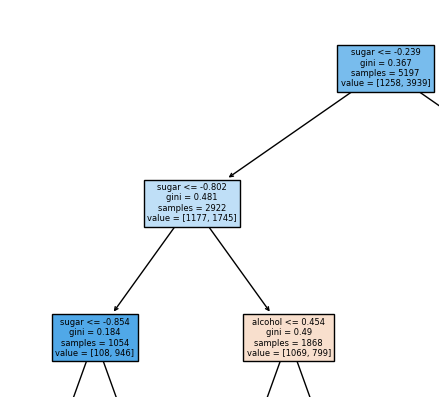 sugar <= -0.239
gini = 0.367
samples = 5197
value = [1258, 3939]
sugar <= -0.802
gini = 0.481
samples = 2922
value = [1177, 1745]
sugar <= -0.854
gini = 0.184
samples = 1054
value = [108, 946]
alcohol <= 0.454
gini = 0.49
samples = 1868
value = [1069, 799]